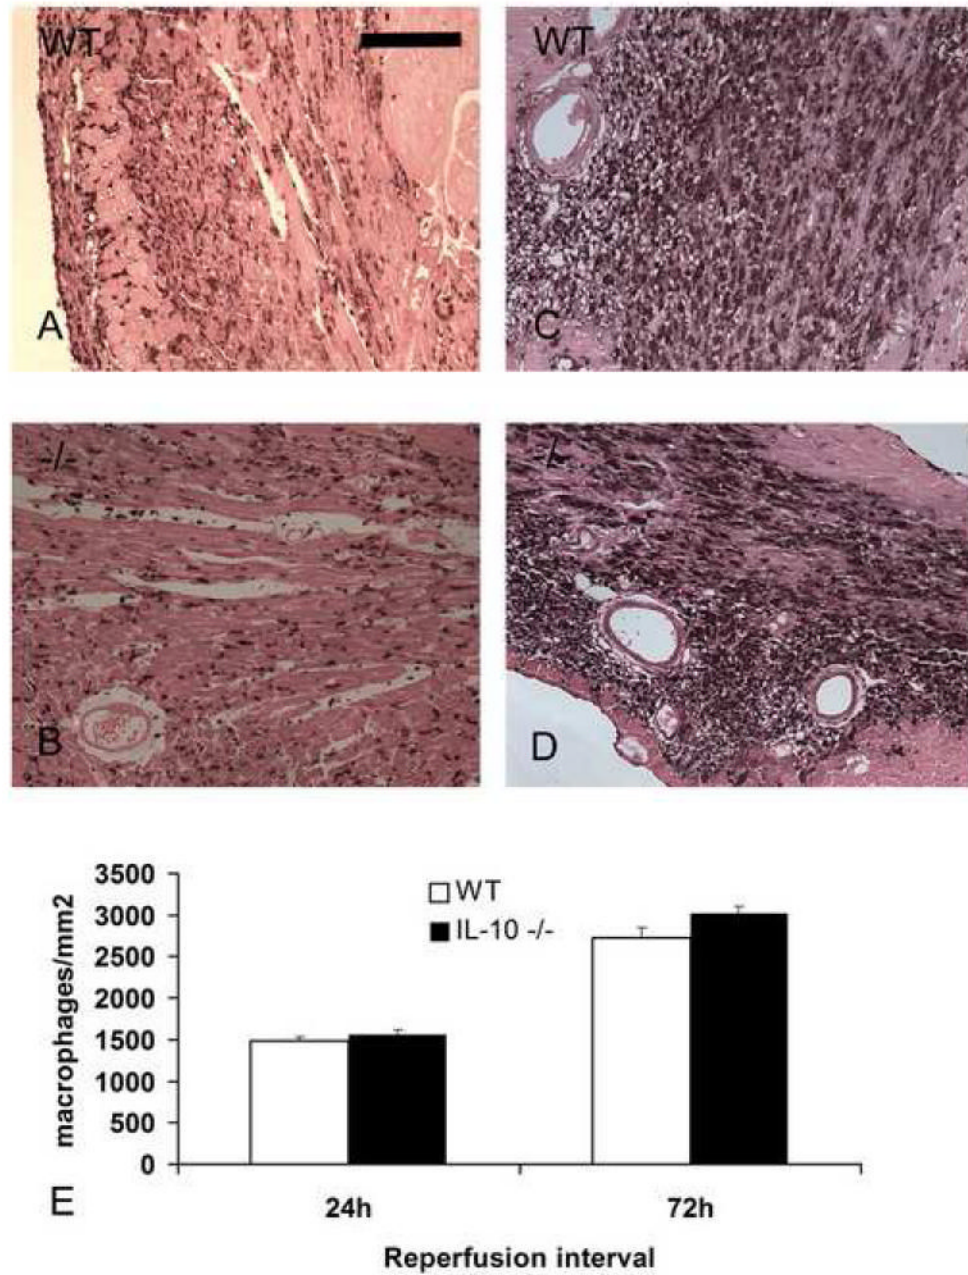 WT
A
WT
C
-/-
B
-/-
D
3500
3000
2500
2000
1500
1000
500
0
macrophages/mm2
WT
IL-10 -/-
24h
72h
E
Reperfusion interval